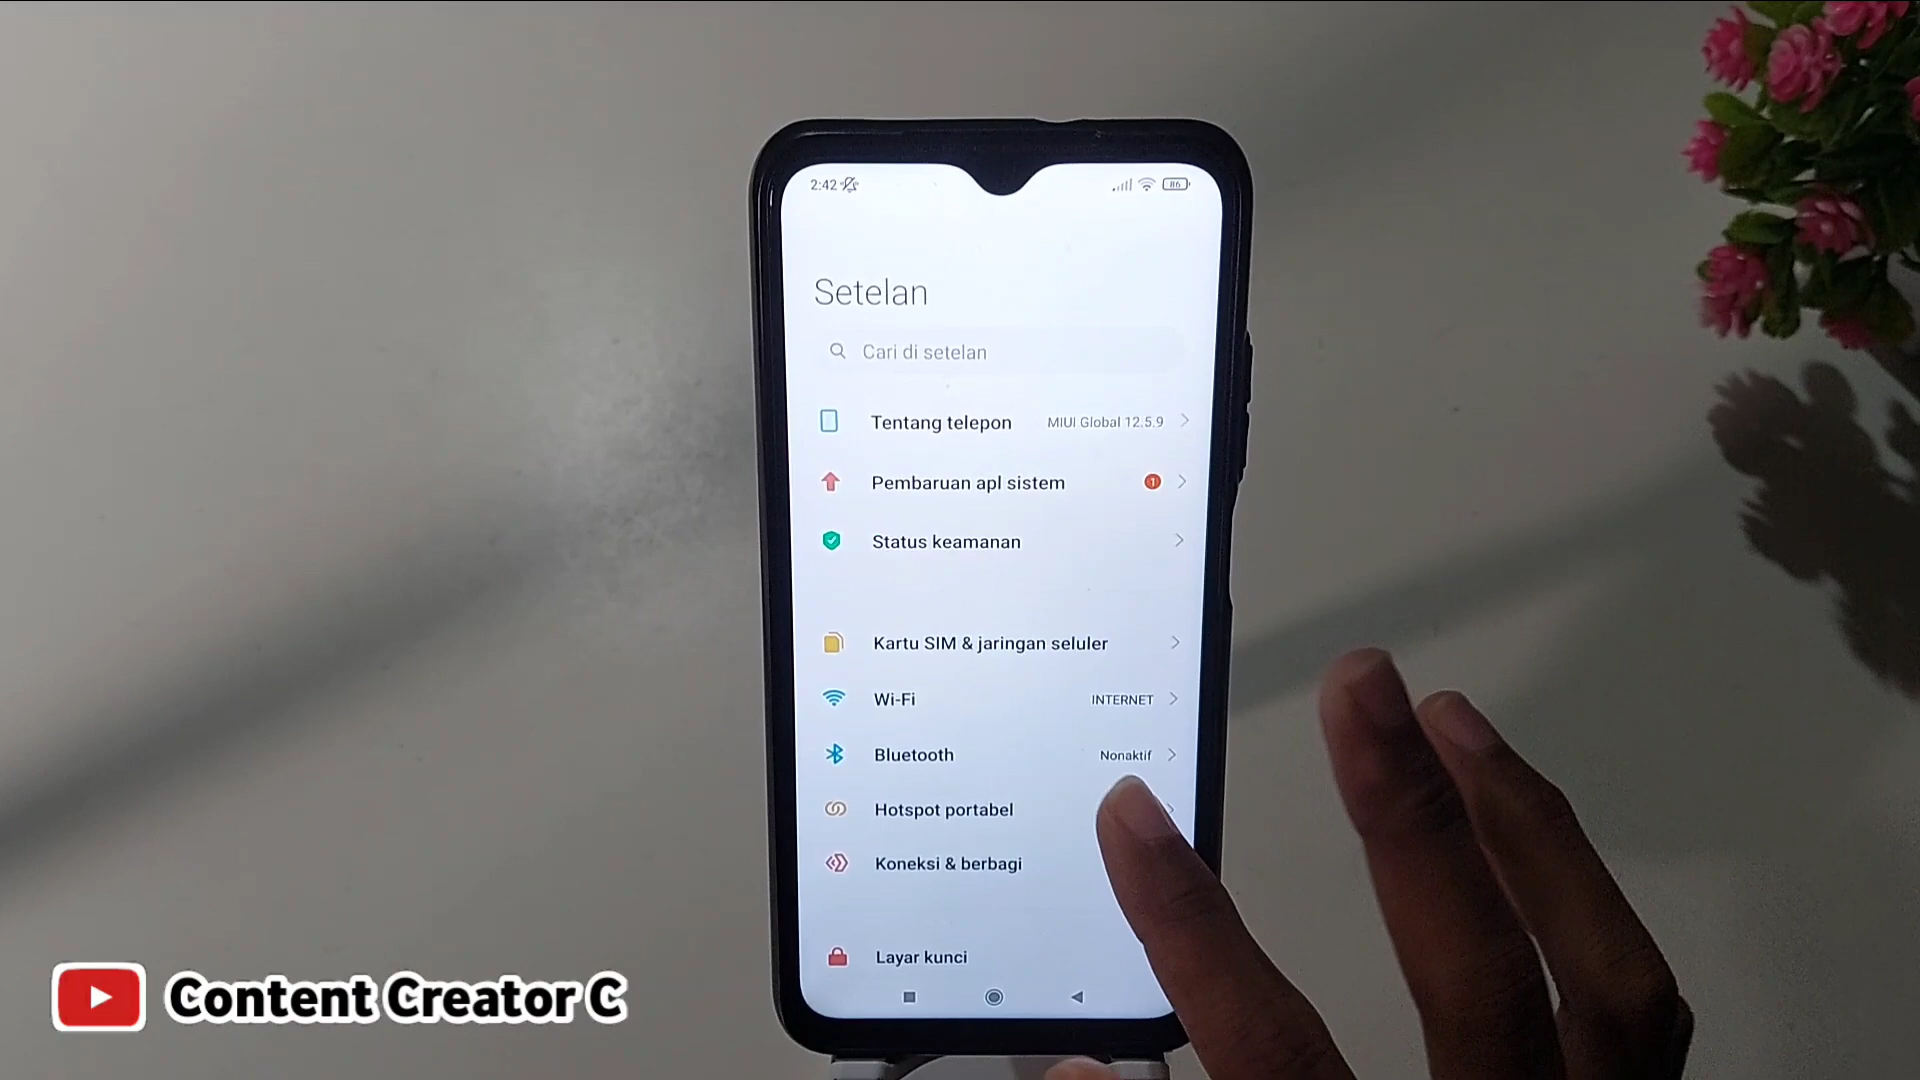 2:42
86
Setelan
Cari di setelan
Tentang telepon MIUI Global 12.5.9
Pembaruan apl sistem 1
Status keamanan
Kartu SIM & jaringan seluler
Wi-Fi INTERNET
Bluetooth Nonaktif
Hotspot portabel
Koneksi & berbagi
Layar kunci
Content Creator C